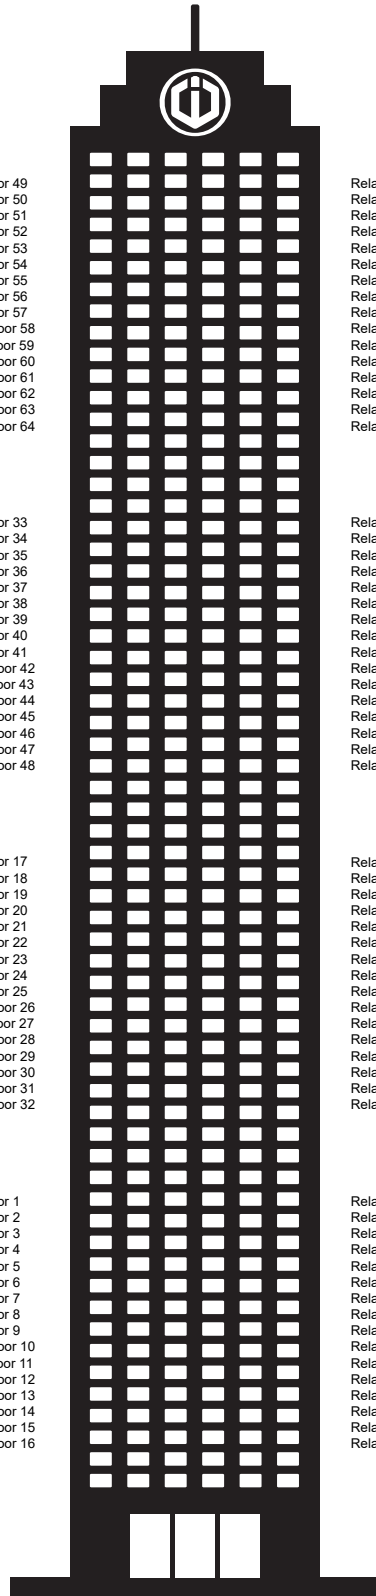 or 49 Rela
or 50 Rela
or 51 Rela
or 52 Rela
or 53 Rela
or 54 Rela
or 55 Rela
or 56 Rela
or 57 Rela
oor 58 Rela
oor 59 Rela
oor 60 Rela
oor 61 Rela
oor 62 Rela
oor 63 Rela
oor 64 Rela
or 33 Rela
or 34 Rela
or 35 Rela
or 36 Rela
or 37 Rela
or 38 Rela
or 39 Rela
or 40 Rela
or 41 Rela
oor 42 Rela
oor 43 Rela
oor 44 Rela
oor 45 Rela
oor 46 Rela
oor 47 Rela
oor 48 Rela
or 17 Rela
or 18 Rela
or 19 Rela
or 20 Rela
or 21 Rela
or 22 Rela
or 23 Rela
or 24 Rela
or 25 Rela
oor 26 Rela
oor 27 Rela
oor 28 Rela
oor 29 Rela
oor 30 Rela
oor 31 Rela
oor 32 Rela
or 1 Rela
or 2 Rela
or 3 Rela
or 4 Rela
or 5 Rela
or 6 Rela
or 7 Rela
or 8 Rela
or 9 Rela
oor 10 Rela
oor 11 Rela
oor 12 Rela
oor 13 Rela
oor 14 Rela
oor 15 Rela
oor 16 Rela